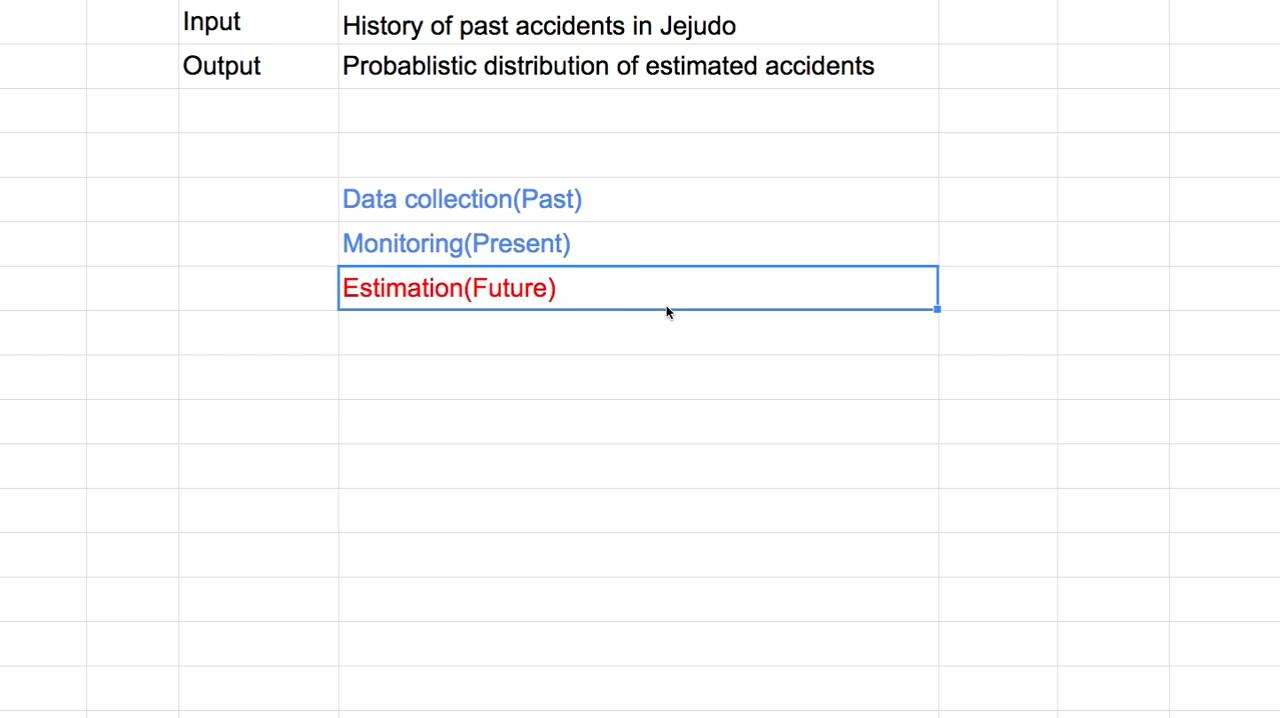 Input History of past accidents in Jejudo
Output Probablistic distribution of estimated accidents
Data collection(Past)
Monitoring(Present)
Estimation(Future)